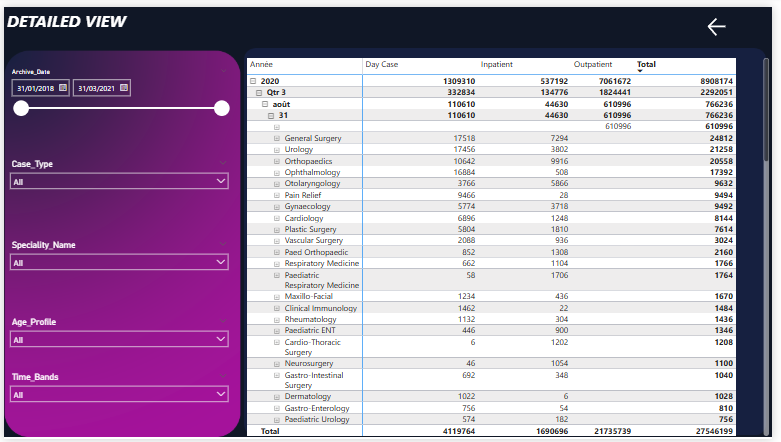 DETAILED VIEW
Archive_Date
31/01/2018 31/03/2021
Case_Type
All
Speciality_Name
All
Age_Profile
All
Time_Bands
All
Année Day Case Inpatient Outpatient Total
2020 1309310 537192 7061672 8908174
Qtr 3 332834 134776 1824441 2292051
août 110610 44630 610996 766236
31 110610 44630 610996 766236
610996 610996
General Surgery 17518 7294 24812
Urology 17456 3802 21258
Orthopaedics 10642 9916 20558
Ophthalmology 16884 508 17392
Otolaryngology 3766 5866 9632
Pain Relief 9466 28 9494
Gynaecology 5774 3718 9492
Cardiology 6896 1248 8144
Plastic Surgery 5804 1810 7614
Vascular Surgery 2088 936 3024
Paed Orthopaedic 852 1308 2160
Respiratory Medicine 662 1104 1766
Paediatric 58 1706 1764
Respiratory Medicine
Maxillo-Facial 1234 436 1670
Clinical Immunology 1462 22 1484
Rheumatology 1132 304 1436
Paediatric ENT 446 900 1346
Cardio-Thoracic 6 1202 1208
Surgery
Neurosurgery 46 1054 1100
Gastro-Intestinal 692 348 1040
Surgery
Dermatology 1022 6 1028
Gastro-Enterology 756 54 810
Paediatric Urology 574 182 756
Total 4119764 1690696 21735739 27546199